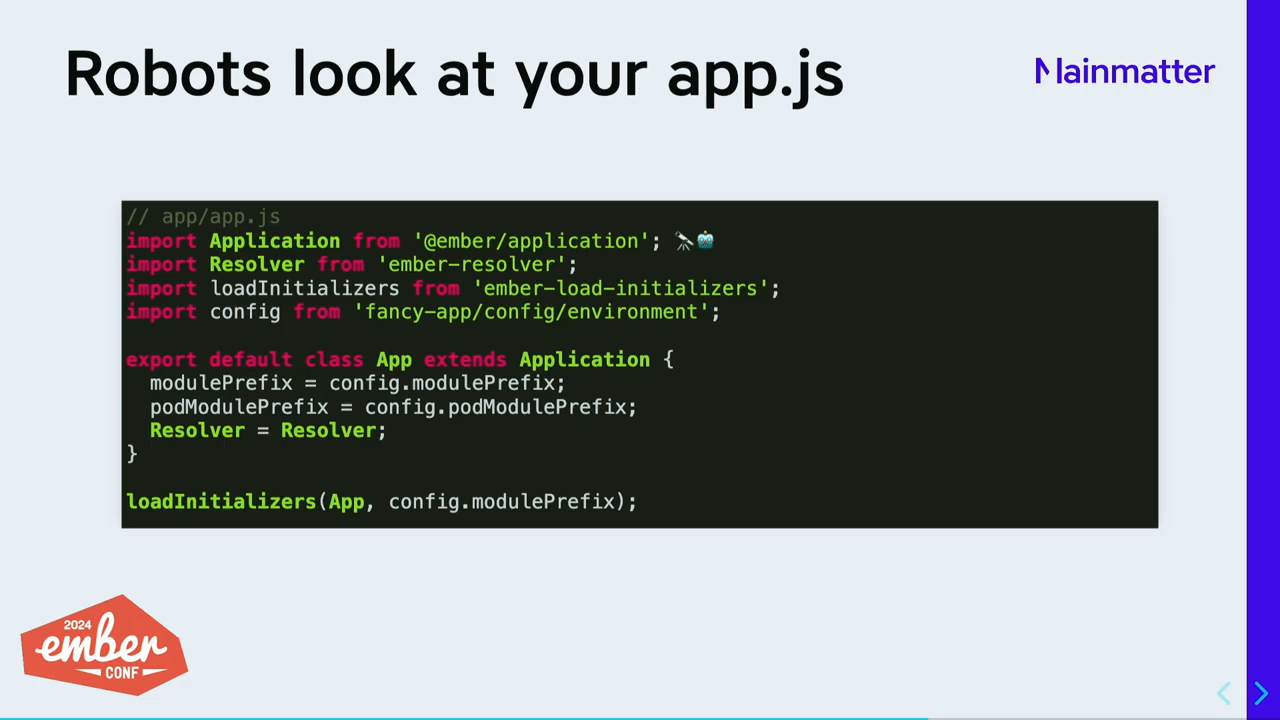 Robots look at your app.js
Mainmatter
// app/app.js
import Application from '@ember/application'; 🔭🤖
import Resolver from 'ember-resolver';
import loadInitializers from 'ember-load-initializers';
import config from 'fancy-app/config/environment';
export default class App extends Application {
  modulePrefix = config.modulePrefix;
  podModulePrefix = config.podModulePrefix;
  Resolver = Resolver;
}
loadInitializers(App, config.modulePrefix);
2024
ember
CONF